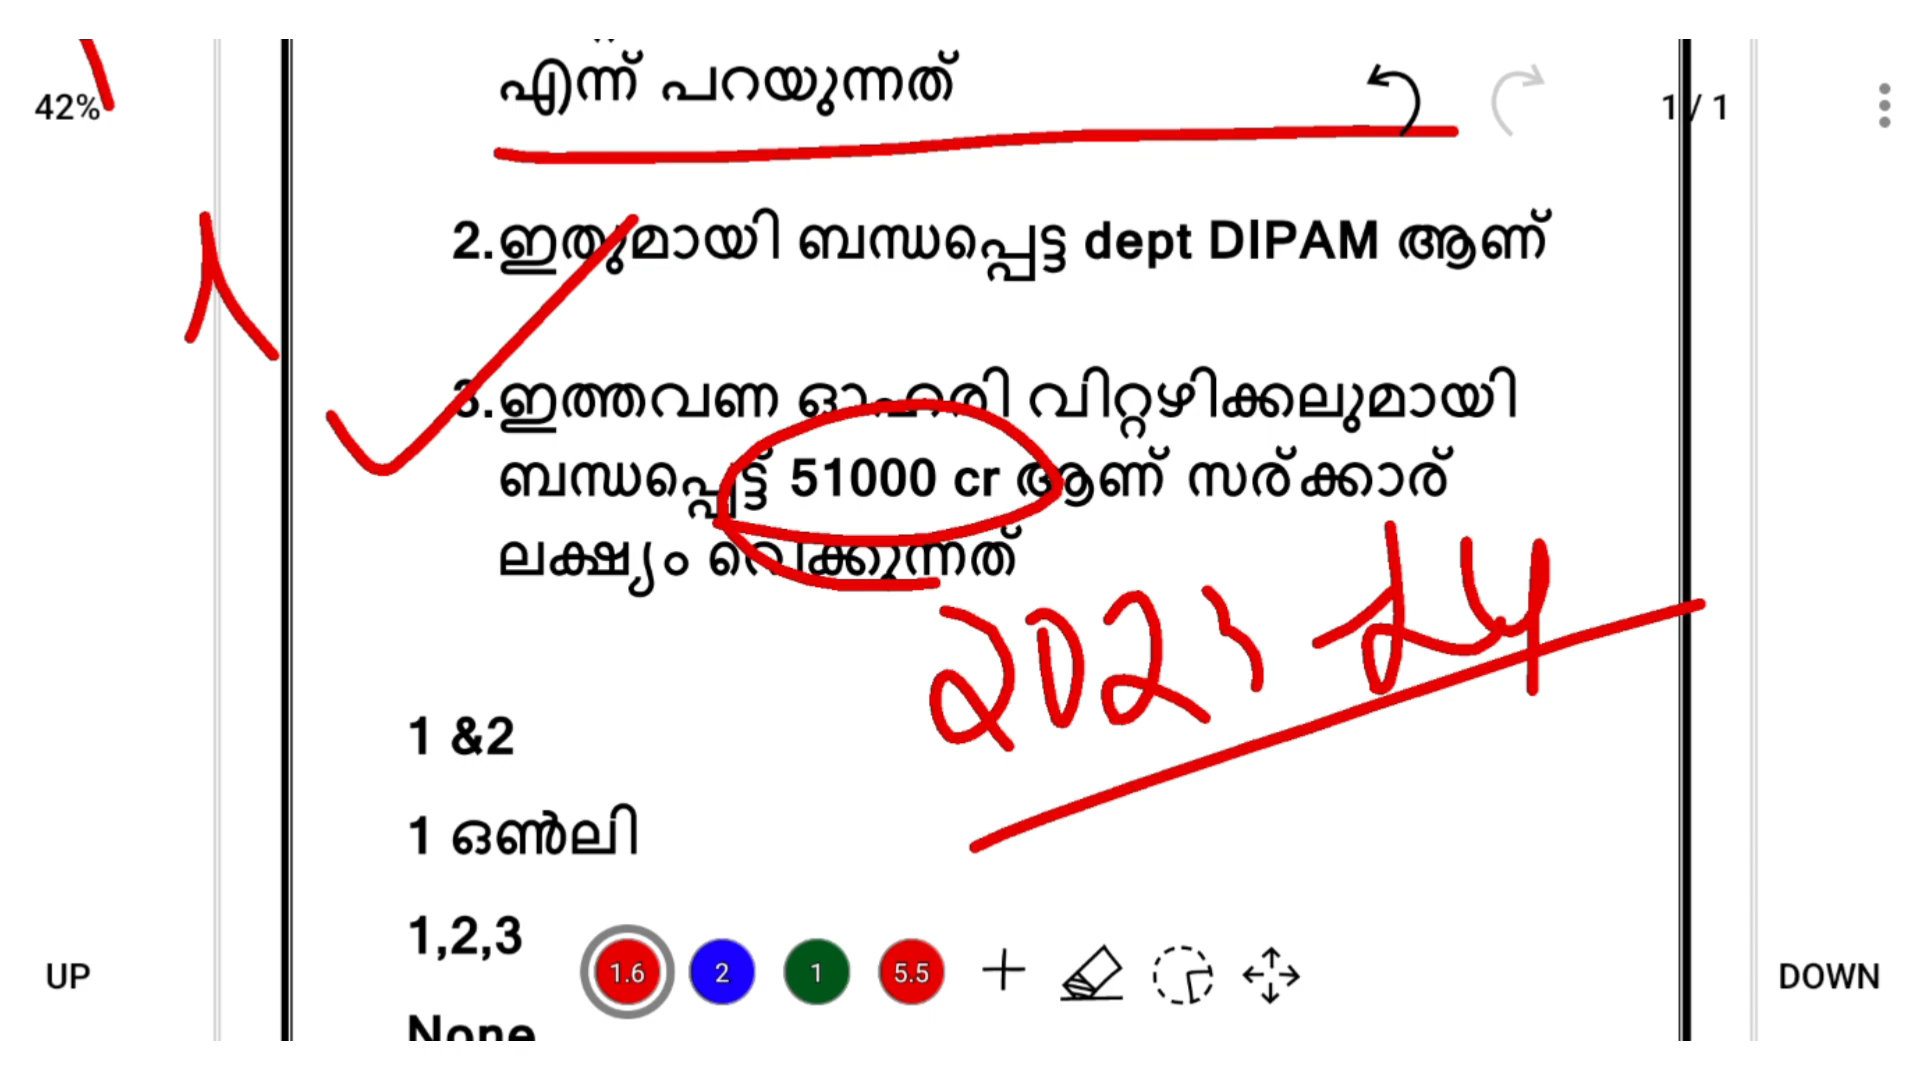 എന്ന് പറയുന്നത്
42%
1 / 1
2.ഇതുമായി ബന്ധപ്പെട്ട dept DIPAM ആണ്
3.ഇത്തവണ ഓഹരി വിറ്റഴിക്കലുമായി
ബന്ധപ്പെട്ട് 51000 cr ആണ് സര്ക്കാര്
ലക്ഷ്യം വെക്കുന്നത്
2023 24
1 &2
1 ഒൺലി
1,2,3
1.6 2 1 5.5
UP
DOWN
None